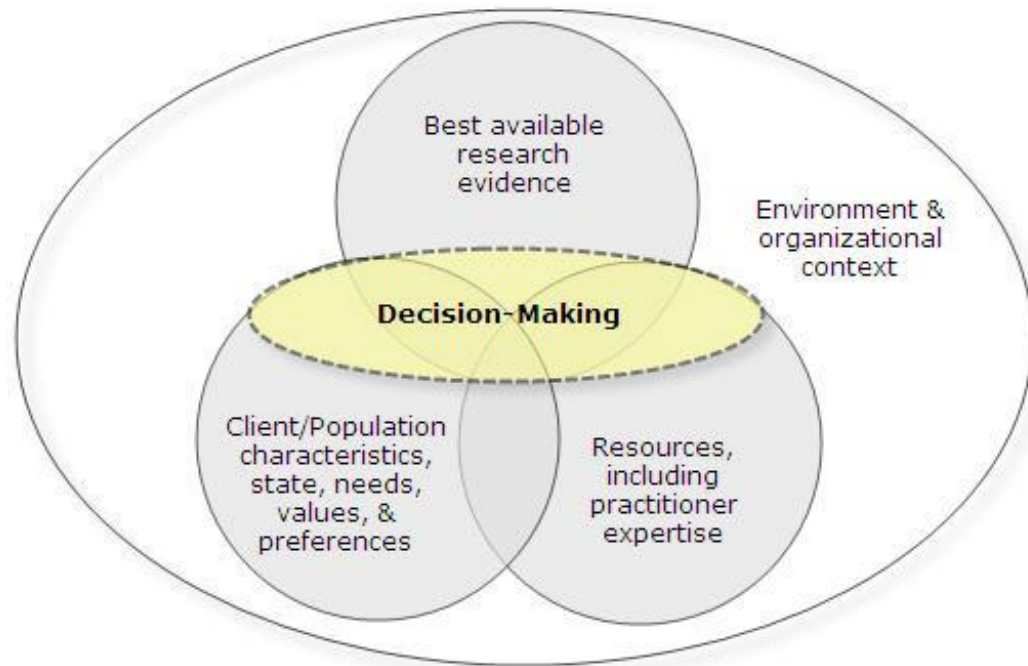 Best available
research
evidence
Environment &
organizational
context
Decision-Making
Client/Population
characteristics,
state, needs,
values, &
preferences
Resources,
including
practitioner
expertise